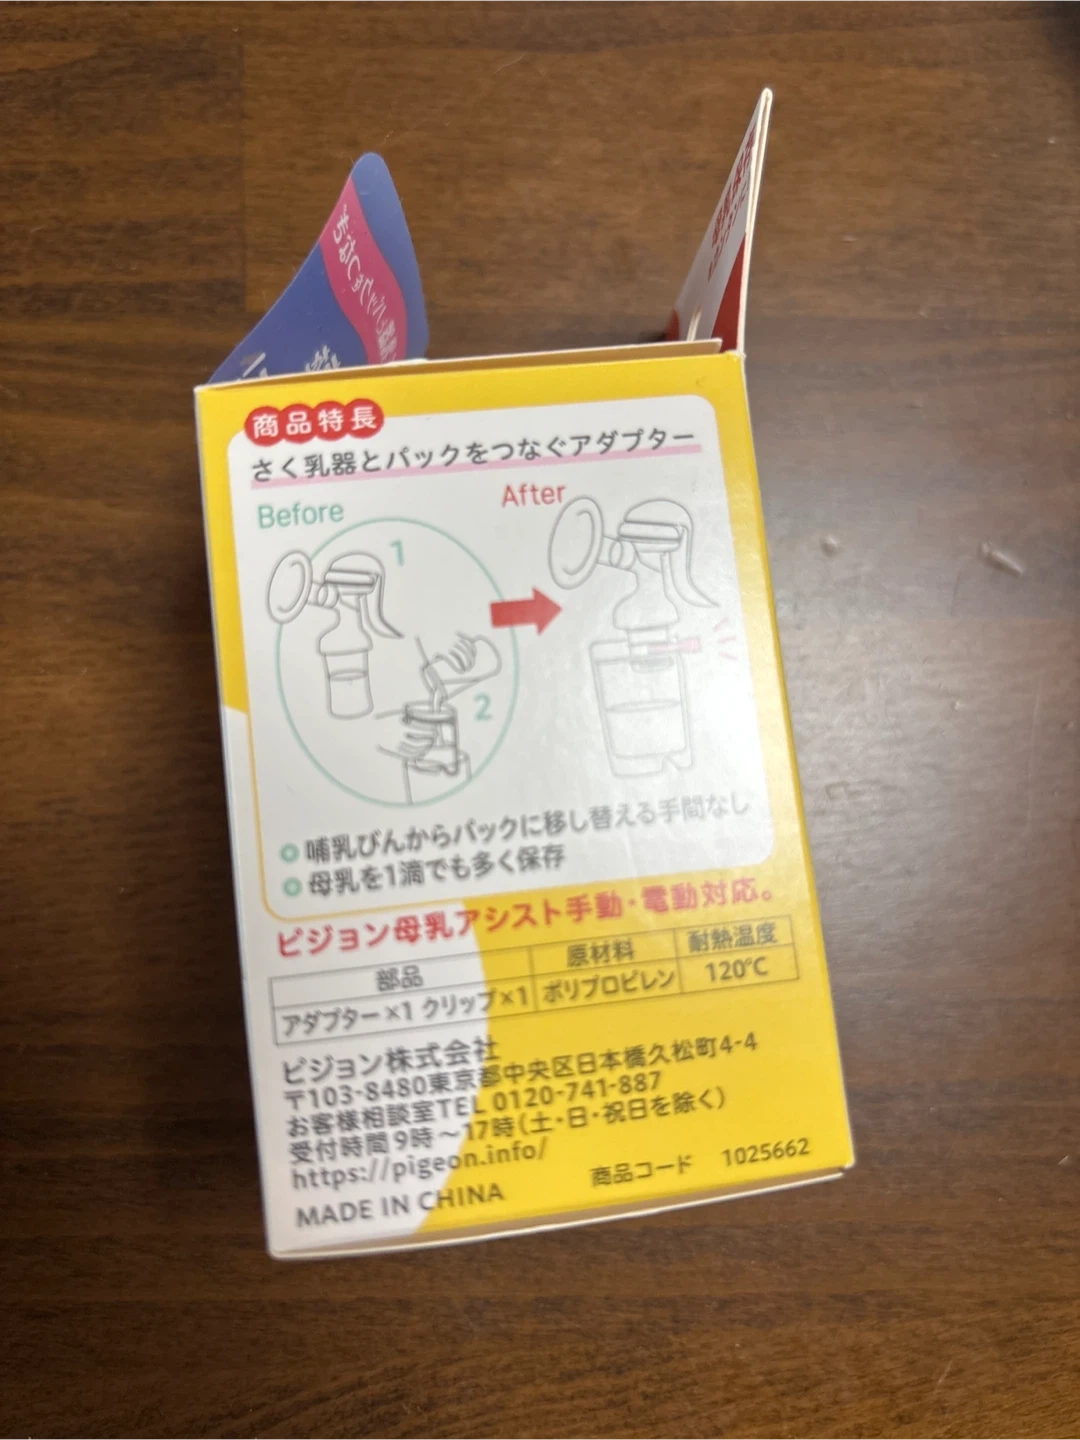 商品特長
さく乳器とパックをつなぐアダプター
Before
After
1
2
哺乳びんからパックに移し替える手間なし
母乳を1滴でも多く保存
ピジョン母乳アシスト手動・電動対応。
部品 原材料 耐熱温度
アダプター×1 クリップ×1 ポリプロピレン 120℃
ピジョン株式会社
〒103-8480東京都中央区日本橋久松町4-4
お客様相談室TEL 0120-741-887
受付時間9時～17時(土・日・祝日を除く)
https://pigeon.info/
商品コード 1025662
MADE IN CHINA